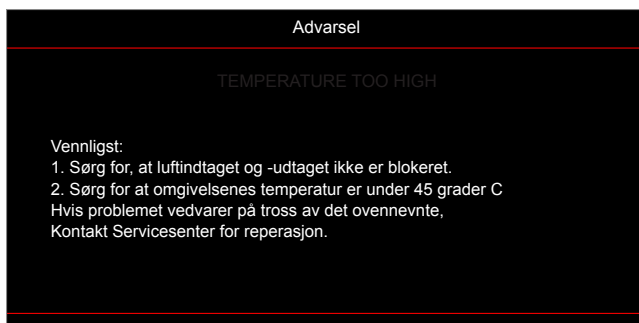 Advarsel
TEMPERATURE TOO HIGH
Vennligst:
1. Sørg for, at luftindtaget og -udtaget ikke er blokeret.
2. Sørg for at omgivelsenes temperatur er under 45 grader C
Hvis problemet vedvarer på tross av det ovennevnte,
Kontakt Servicesenter for reperasjon.